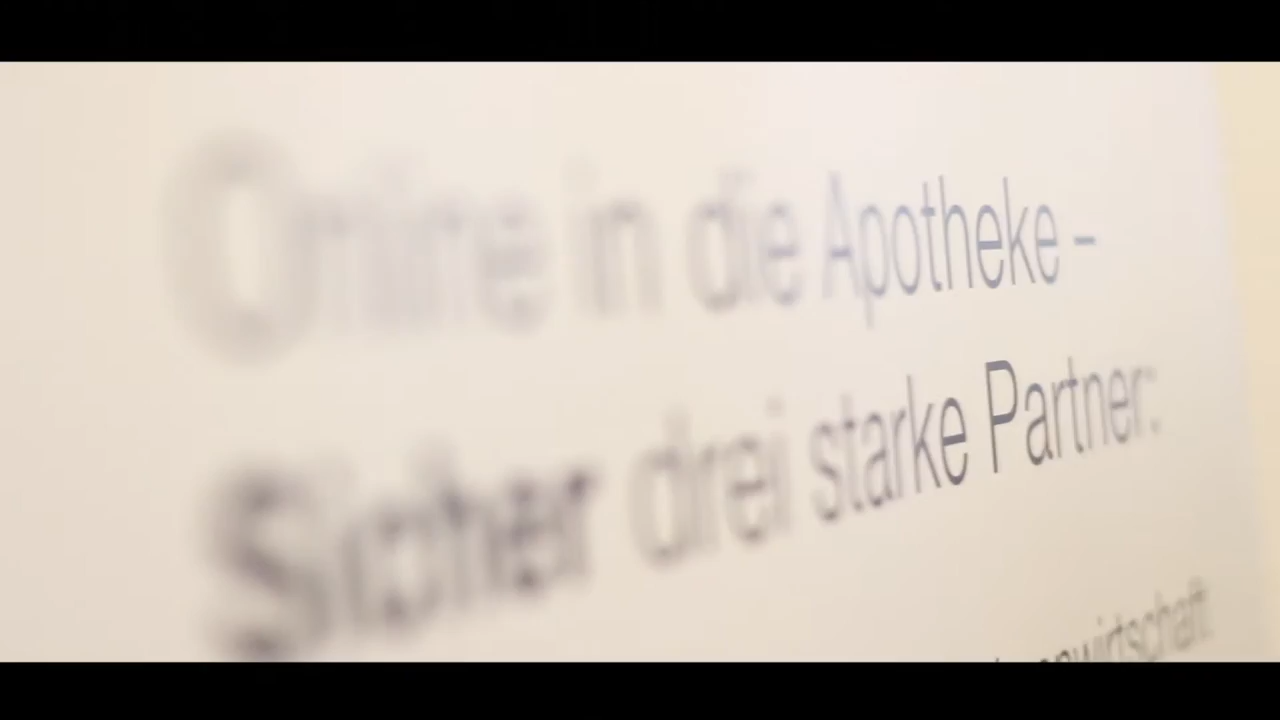 Online in die Apotheke –
Sicher drei starke Partner: